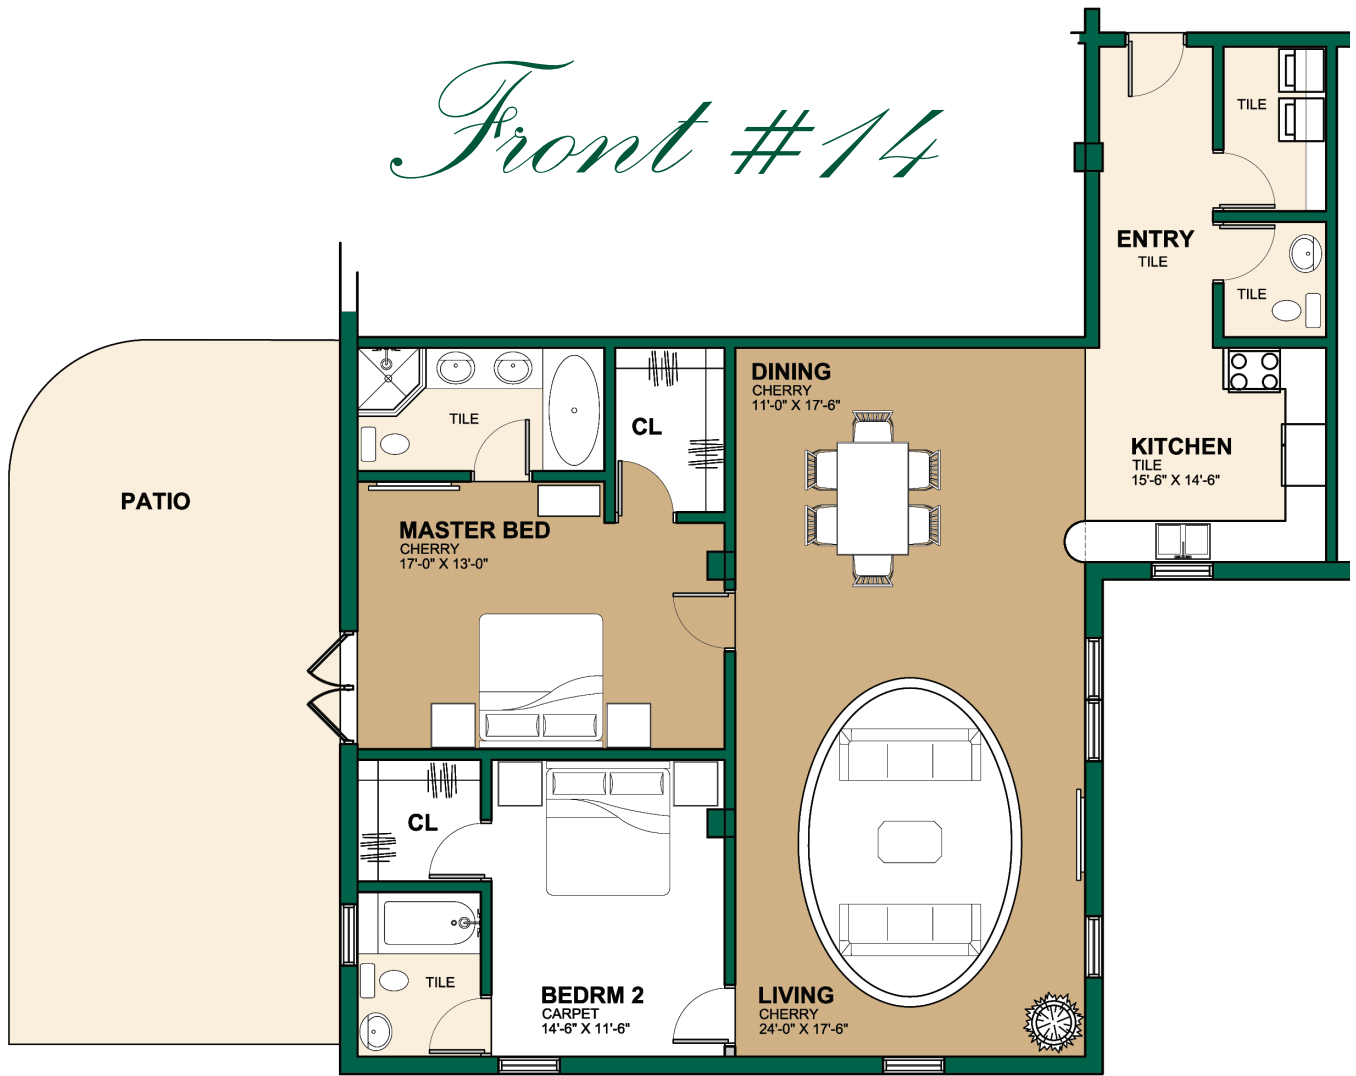 Front #14
TILE
ENTRY
TILE
TILE
DINING
CHERRY
11'-0" X 17'-6"
KITCHEN
TILE
15'-6" X 14'-6"
TILE
CL
PATIO
MASTER BED
CHERRY
17'-0" X 13'-0"
CL
TILE
BEDRM 2
CARPET
14'-6" X 11'-6"
LIVING
CHERRY
24'-0" X 17'-6"